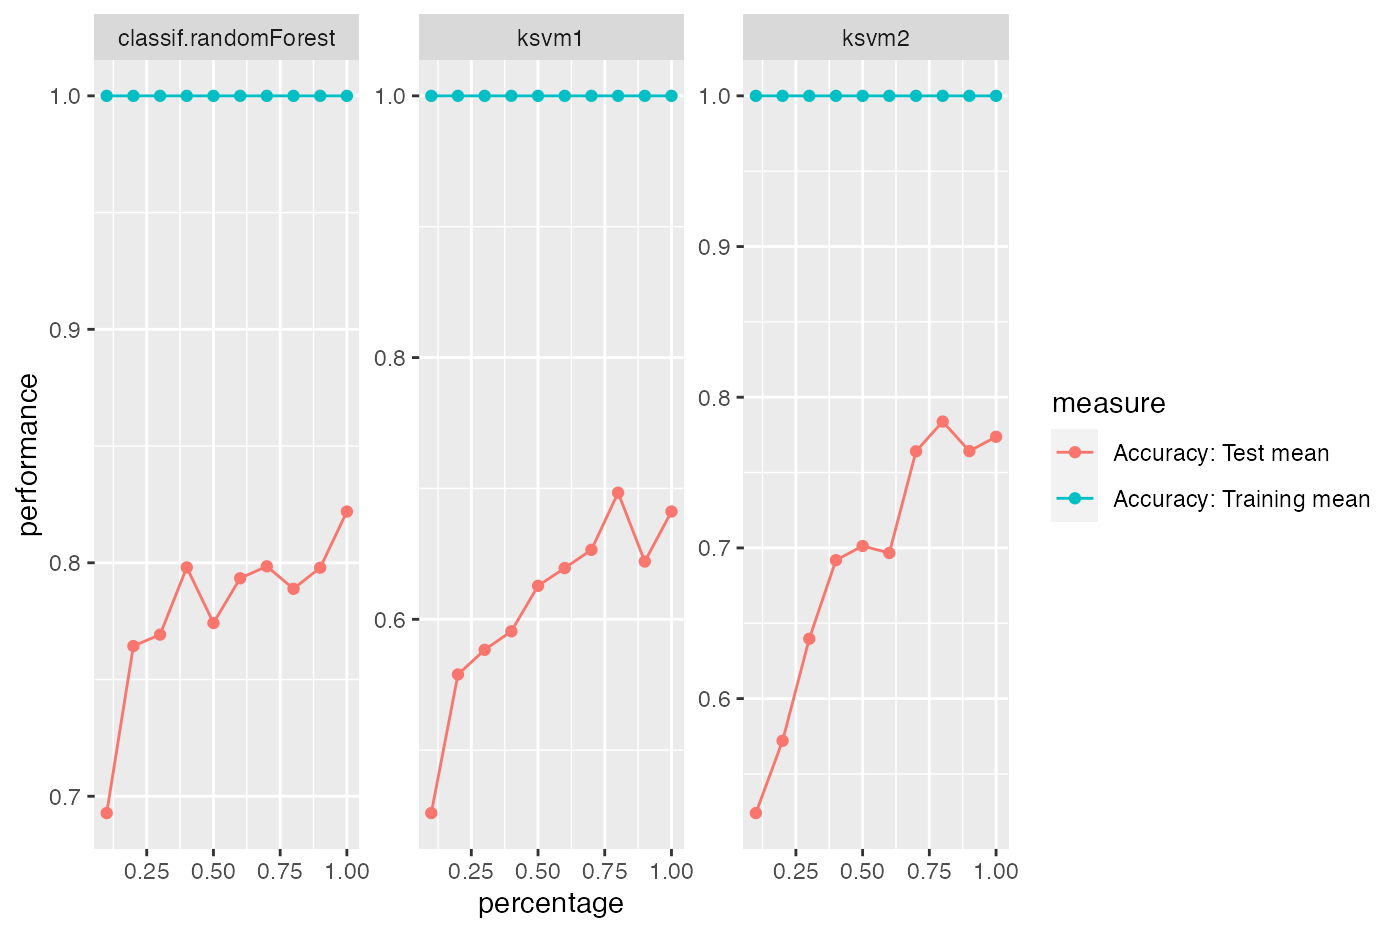 classif.randomForest
ksvm1
ksvm2
performance
1.0
0.9
0.8
0.7
1.0
0.8
0.6
1.0
0.9
0.8
0.7
0.6
0.25 0.50 0.75 1.00
0.25 0.50 0.75 1.00
0.25 0.50 0.75 1.00
percentage
measure
Accuracy: Test mean
Accuracy: Training mean